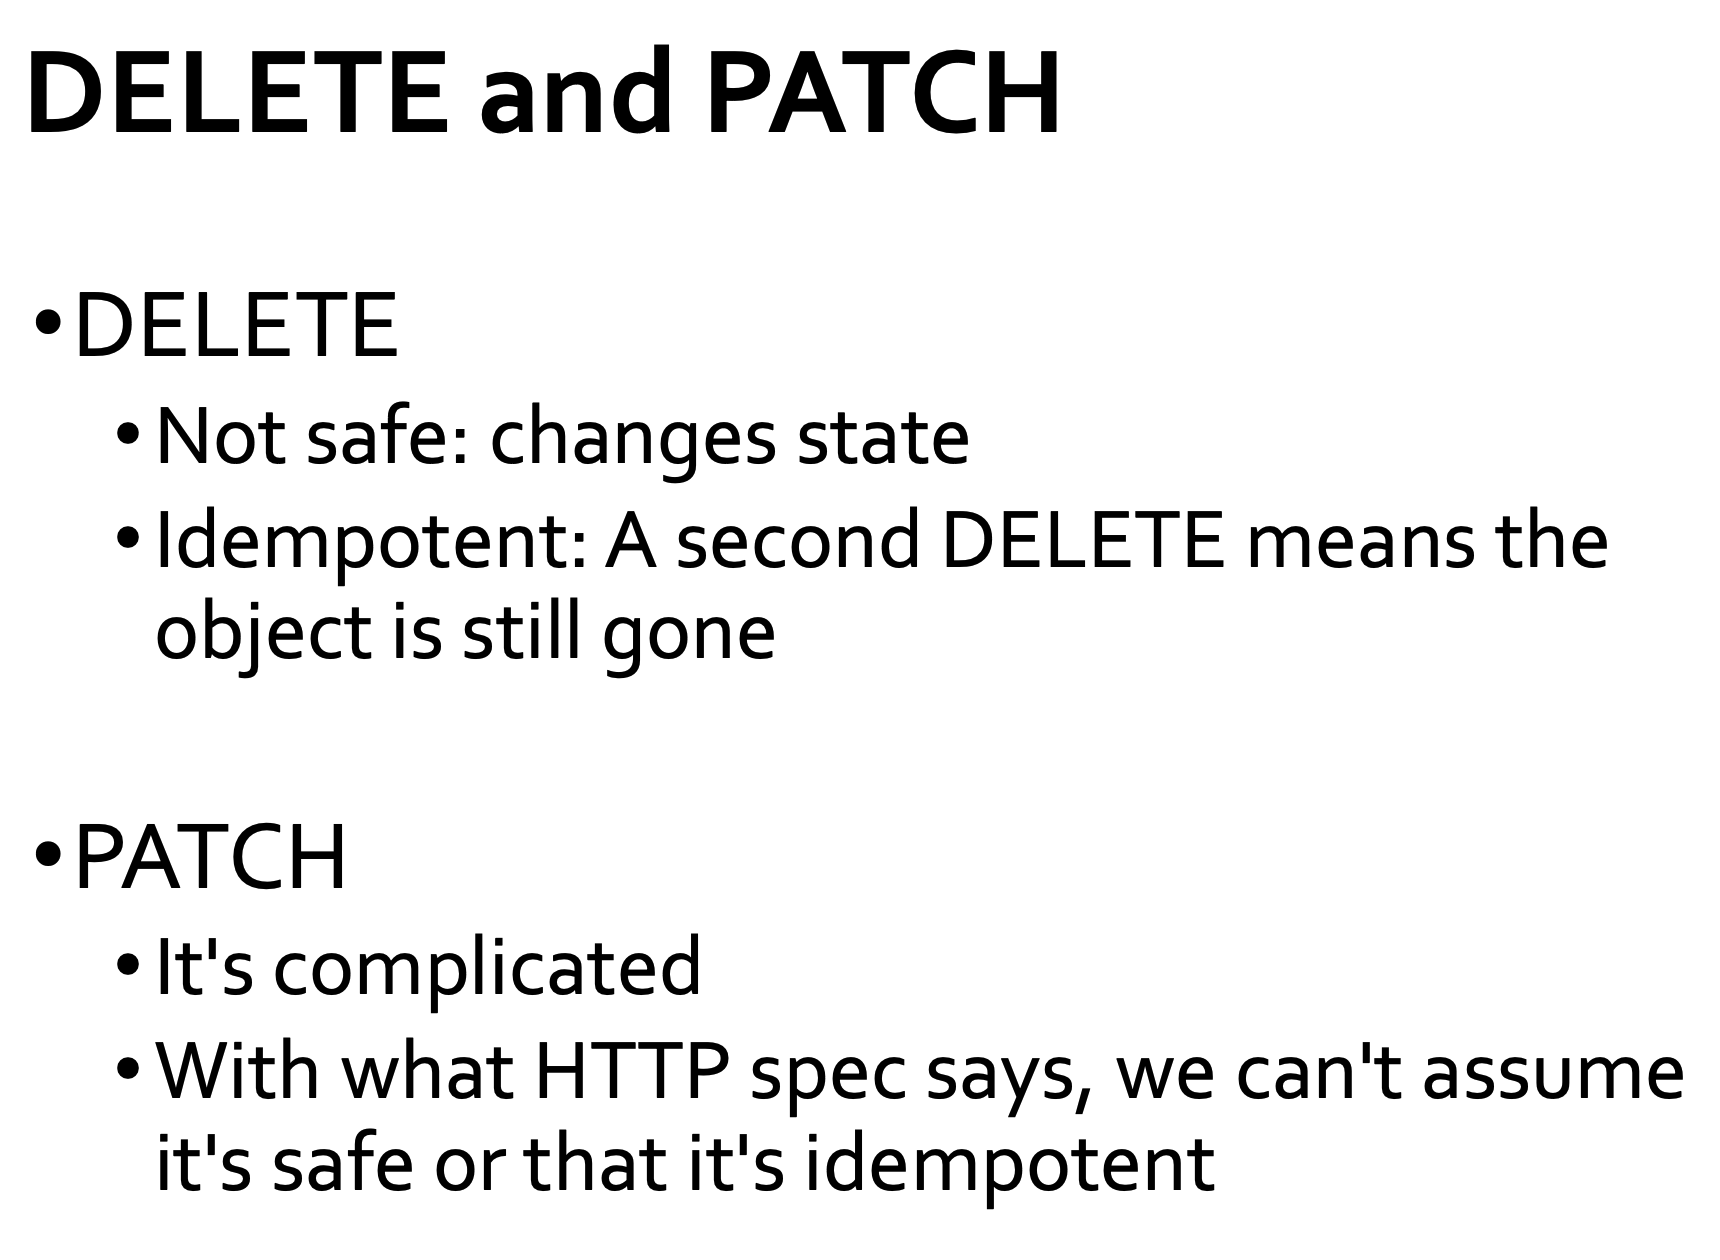 DELETE and PATCH
•DELETE
•Not safe: changes state
•Idempotent: A second DELETE means the
object is still gone
•PATCH
•It's complicated
•With what HTTP spec says, we can't assume
it's safe or that it's idempotent